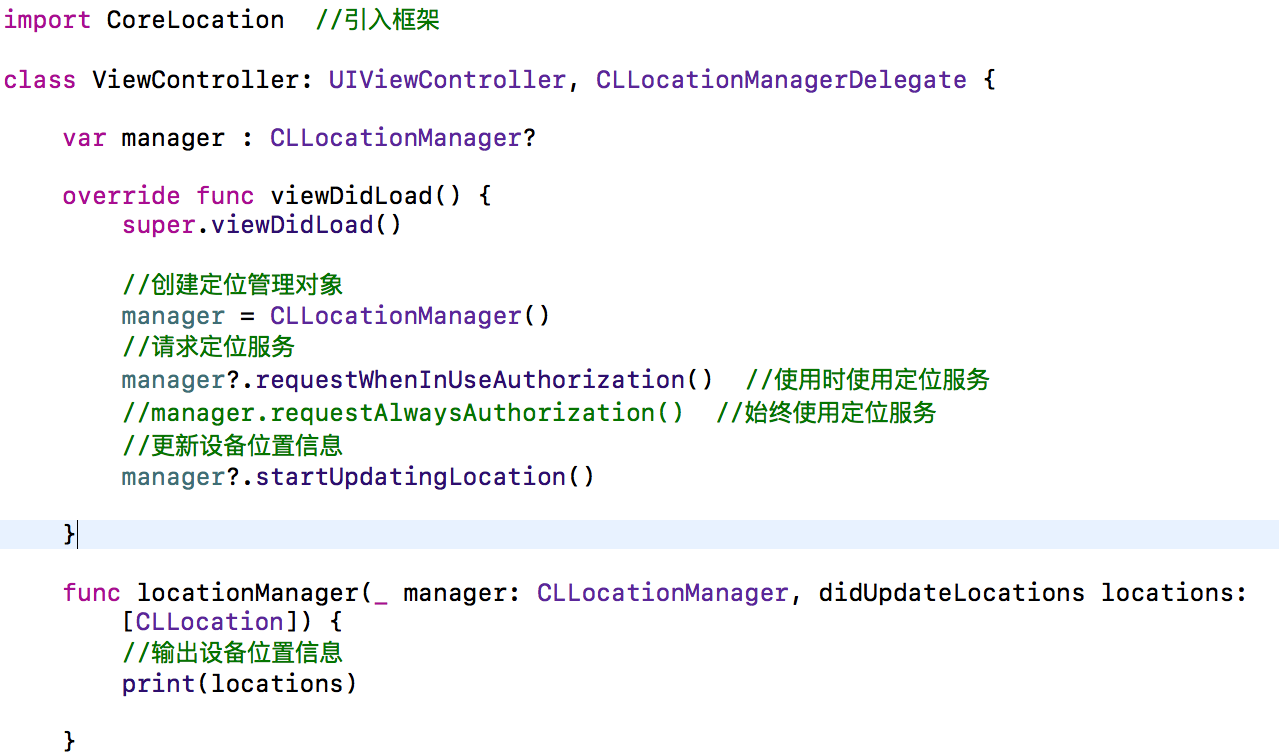 import CoreLocation  //引入框架
class ViewController: UIViewController, CLLocationManagerDelegate {
    var manager : CLLocationManager?
    override func viewDidLoad() {
        super.viewDidLoad()
        //创建定位管理对象
        manager = CLLocationManager()
        //请求定位服务
        manager?.requestWhenInUseAuthorization()  //使用时使用定位服务
        //manager.requestAlwaysAuthorization()  //始终使用定位服务
        //更新设备位置信息
        manager?.startUpdatingLocation()
    }
    func locationManager(_ manager: CLLocationManager, didUpdateLocations locations:
        [CLLocation]) {
        //输出设备位置信息
        print(locations)
    }